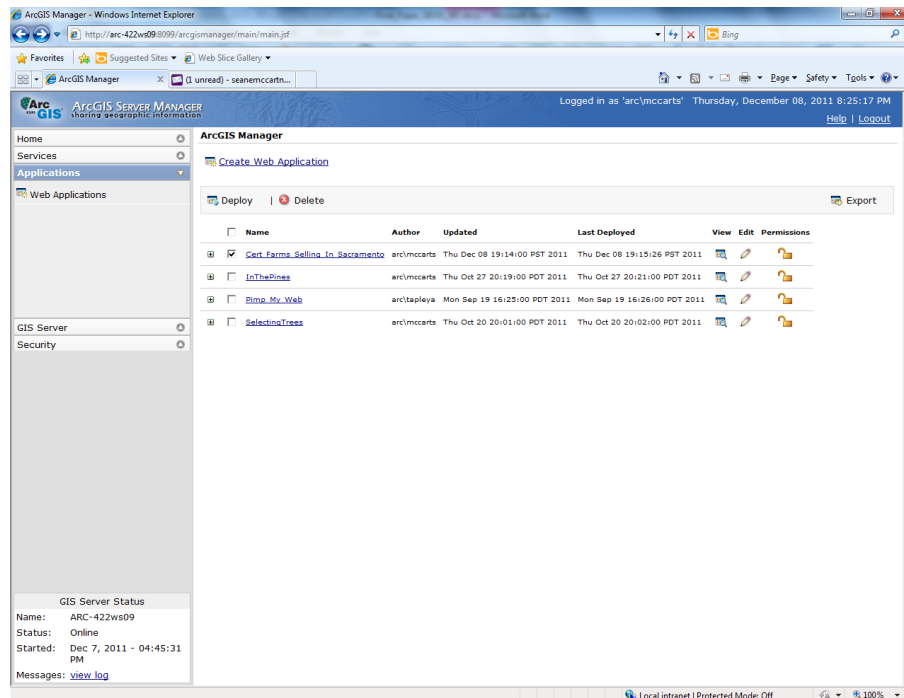 ArcGIS Manager - Windows Internet Explorer
http://arc-422ws09:8099/arcgismanager/main/main.jsf
Bing
Favorites Suggested Sites Web Slice Gallery
ArcGIS Manager X (1 unread) - seanemccartn... Page Safety Tools
Arc GIS ArcGIS Server Manager Logged in as 'arc\mccarts' Thursday, December 08, 2011 8:25:17 PM
sharing geographic information
Help | Logout
Home
Services
Applications
Web Applications
GIS Server
Security
ArcGIS Manager
Create Web Application
Deploy | Delete Export
Name Author Updated Last Deployed View Edit Permissions
Cert Farms Selling In Sacramento arc\mccarts Thu Dec 08 19:14:00 PST 2011 Thu Dec 08 19:15:26 PST 2011
InThePines arc\mccarts Thu Oct 27 20:19:00 PDT 2011 Thu Oct 27 20:21:00 PDT 2011
Pimp My Web arc\tapleya Mon Sep 19 16:25:00 PDT 2011 Mon Sep 19 16:26:00 PDT 2011
SelectingTrees arc\mccarts Thu Oct 20 20:01:00 PDT 2011 Thu Oct 20 20:02:00 PDT 2011
GIS Server Status
Name: ARC-422ws09
Status: Online
Started: Dec 7, 2011 - 04:45:31
PM
Messages: view log
Local intranet | Protected Mode: Off 100%